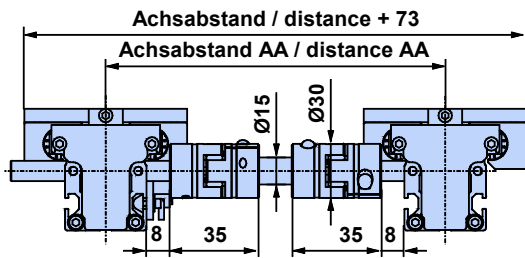 Achsabstand / distance + 73
Achsabstand AA / distance AA
Ø15
Ø30
8
35
35
8